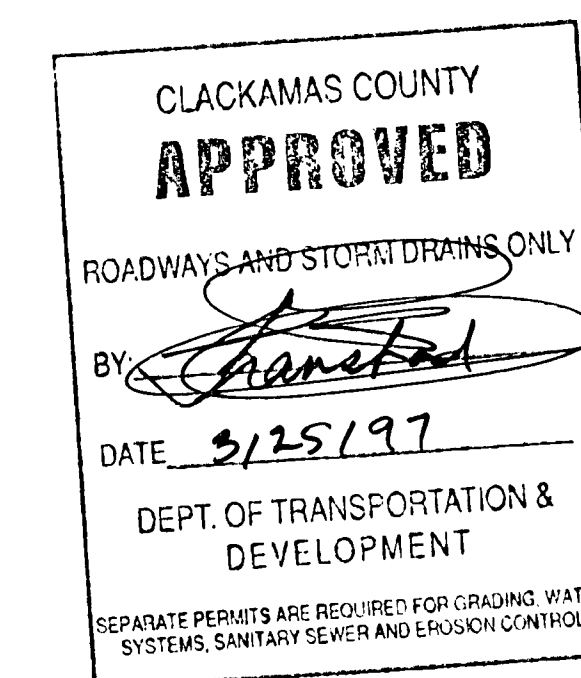 CLACKAMAS COUNTY
APPROVED
ROADWAYS AND STORM DRAINS ONLY
BY:
DATE 3/25/97
DEPT. OF TRANSPORTATION &
DEVELOPMENT
SEPARATE PERMITS ARE REQUIRED FOR GRADING, WAT
SYSTEMS, SANITARY SEWER AND EROSION CONTROL